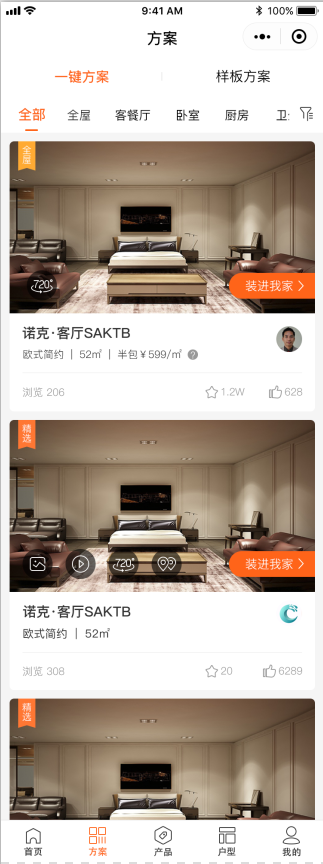 9:41 AM 100%
方案
一键方案 样板方案
全部 全屋 客餐厅 卧室 厨房 卫
全屋
720°
装进我家
诺克·客厅SAKTB
欧式简约 | 52㎡ | 半包¥599/㎡ ?
浏览 206 1.2W 628
精选
720°
装进我家
诺克·客厅SAKTB
欧式简约 | 52㎡
浏览 308 20 6289
精选
首页 方案 产品 户型 我的